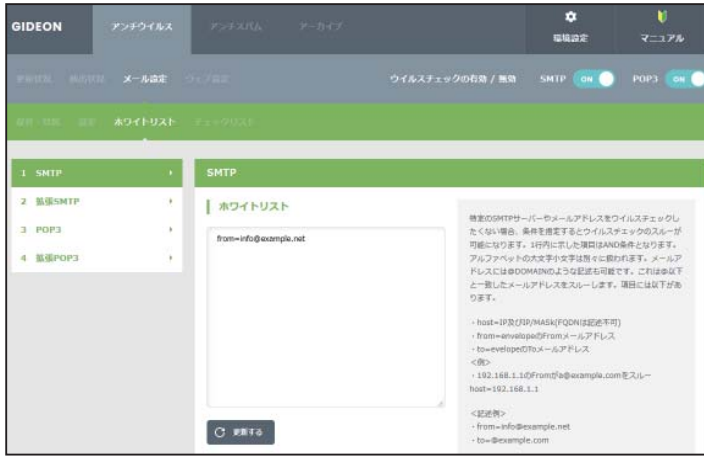 GIDEON
アンチウイルス
アンチスパム
アーカイブ
環境設定
マニュアル
メール設定
ウェブ設定
ウイルスチェックの有効 / 無効
SMTP
ON
POP3
ON
設定
ホワイトリスト
チェックリスト
1 SMTP
2 拡張SMTP
3 POP3
4 拡張POP3
SMTP
ホワイトリスト
from=info@example.net
更新する
特定のSMTPサーバーやメールアドレスをウイルスチェックし
たくない場合、条件を指定するとウイルスチェックのスルーが
可能になります。1行内に示した項目はAND条件となります。
アルファベットの大文字小文字は別々に扱われます。メールア
ドレスには@DOMAINのような記述も可能です。これは@以下
と一致したメールアドレスをスルーします。項目には以下があ
ります。
- host=IP及びIP/MASk(FQDNは記述不可)
- from=envelopeのFromメールアドレス
- to=evelopeのToメールアドレス
<例>
- 192.168.1.1のFromがa@example.comをスルー
host=192.168.1.1
<記述例>
- from=info@example.net
- to=@example.com